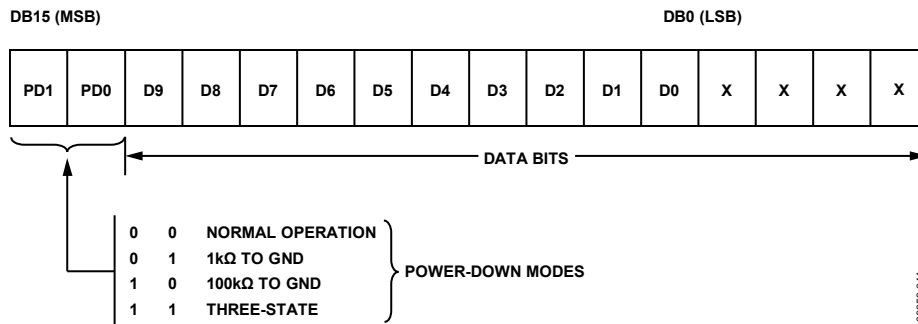 DB15 (MSB) DB0 (LSB)
PD1 PD0 D9 D8 D7 D6 D5 D4 D3 D2 D1 D0 X X X X
DATA BITS
0 0 NORMAL OPERATION
0 1 1kΩ TO GND
1 0 100kΩ TO GND
1 1 THREE-STATE
POWER-DOWN MODES